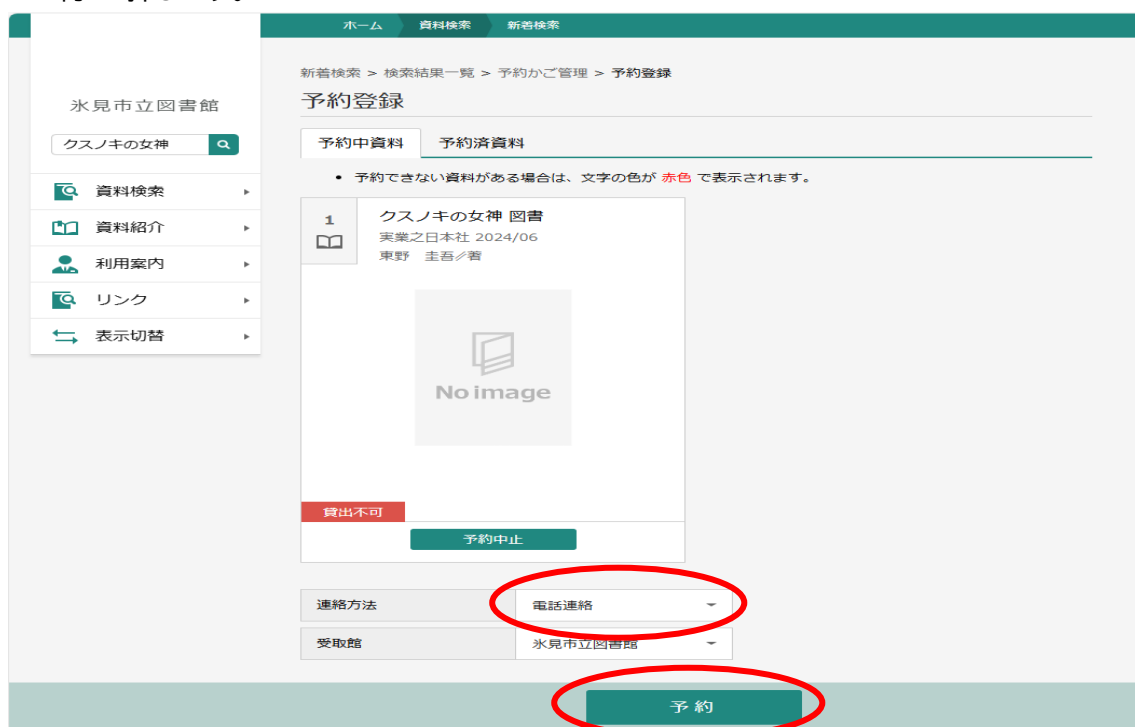 ホーム 資料検索 新着検索
氷見市立図書館
クスノキの女神
資料検索
資料紹介
利用案内
リンク
表示切替
新着検索 > 検索結果一覧 > 予約かご管理 > 予約登録
予約登録
予約中資料 予約済資料
• 予約できない資料がある場合は、文字の色が 赤色 で表示されます。
1
クスノキの女神 図書
実業之日本社 2024/06
東野 圭吾∥著
No image
貸出不可
予約中止
連絡方法 電話連絡
受取館 氷見市立図書館
予約